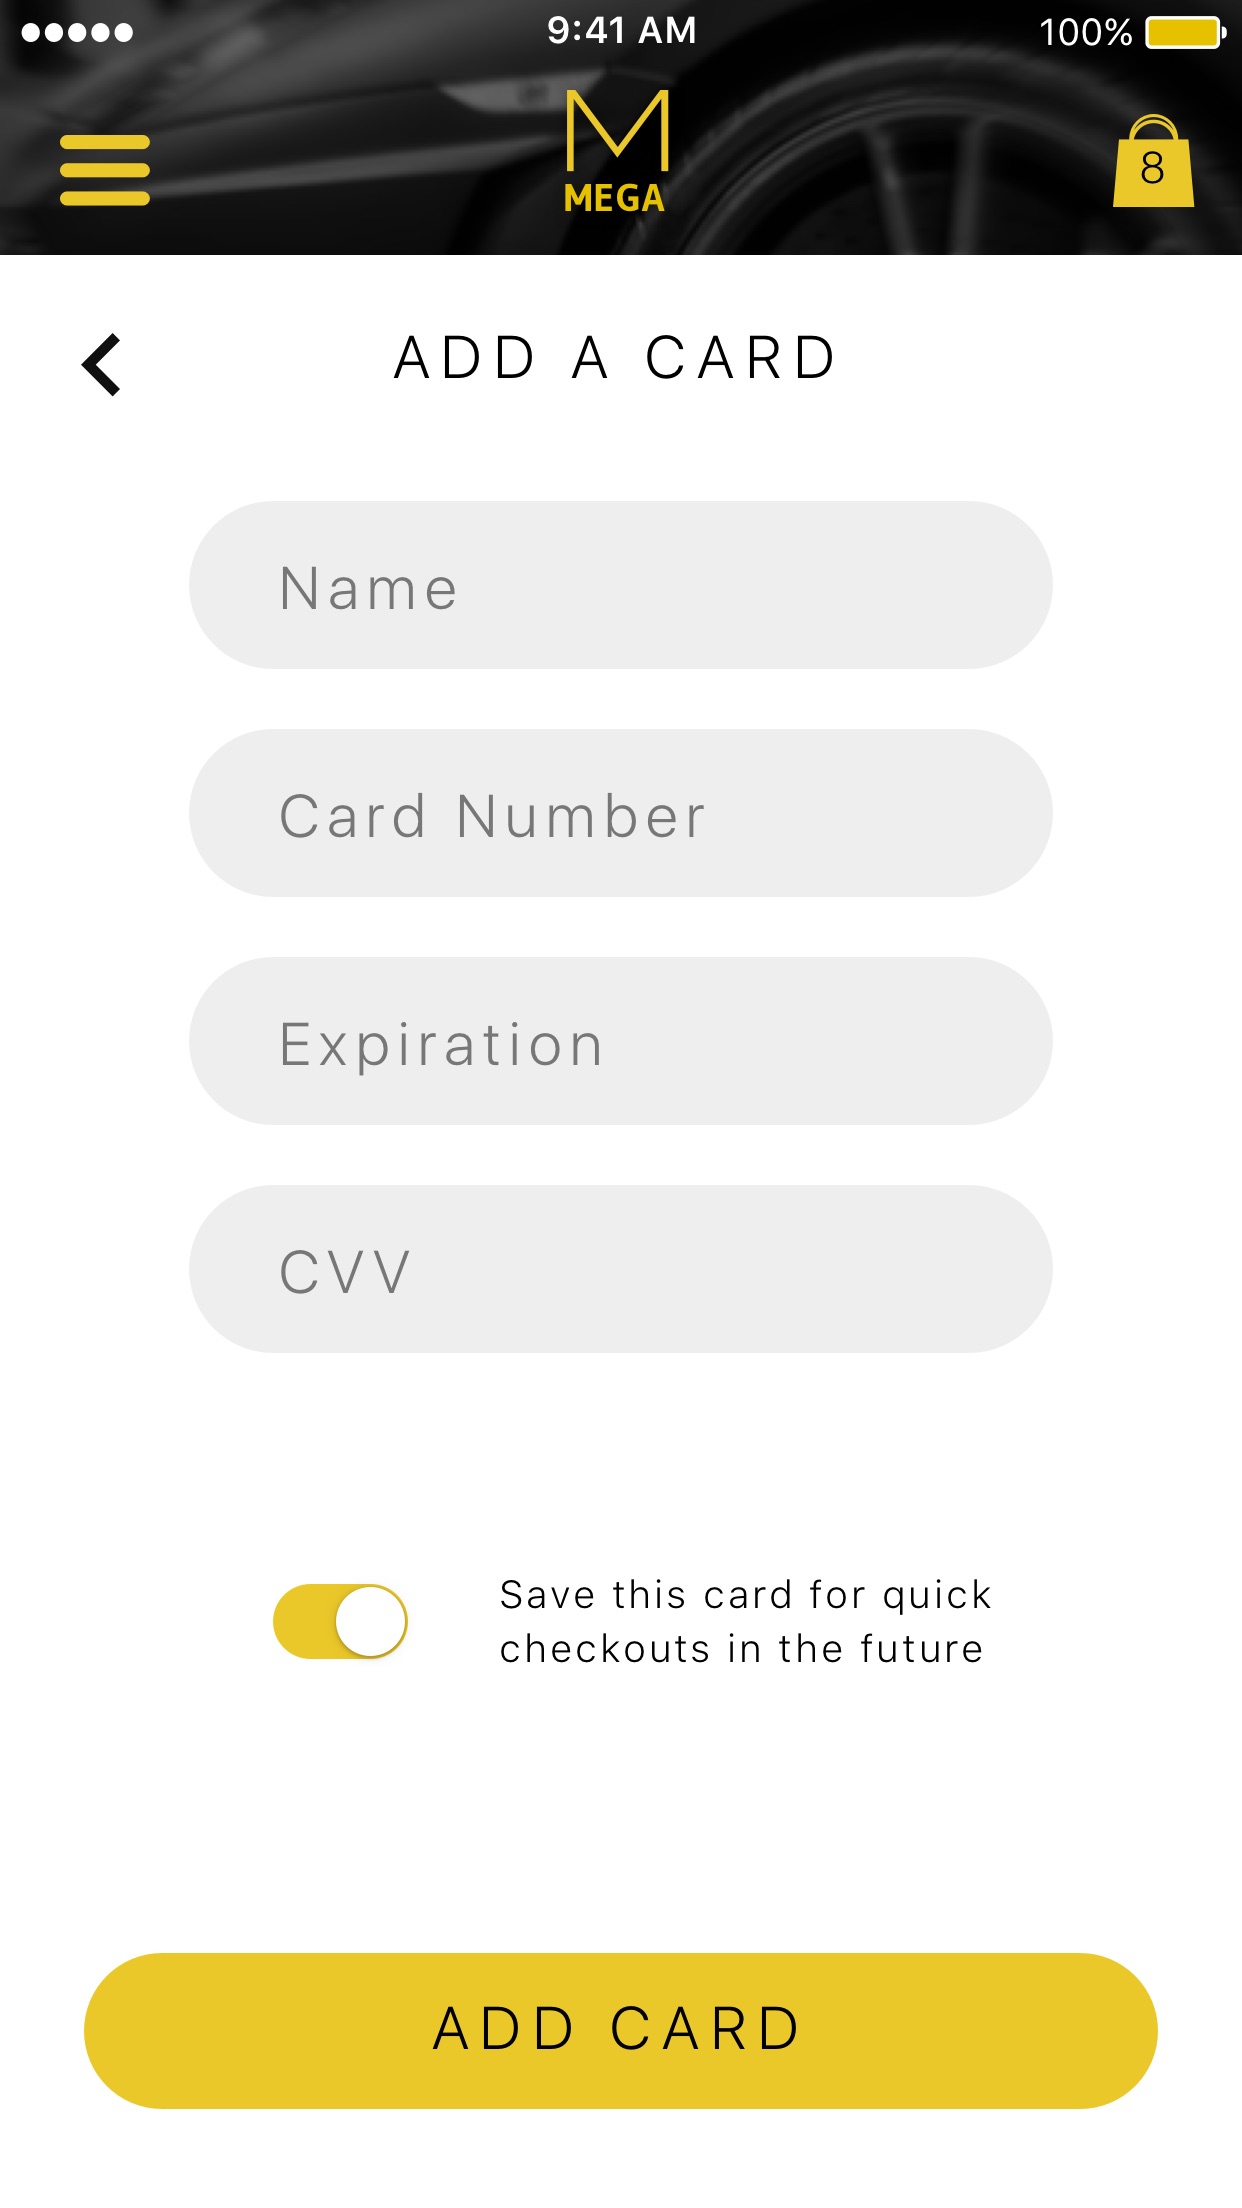 9:41 AM
100%
M
MEGA
8
ADD A CARD
Name
Card Number
Expiration
CVV
Save this card for quick
checkouts in the future
ADD CARD